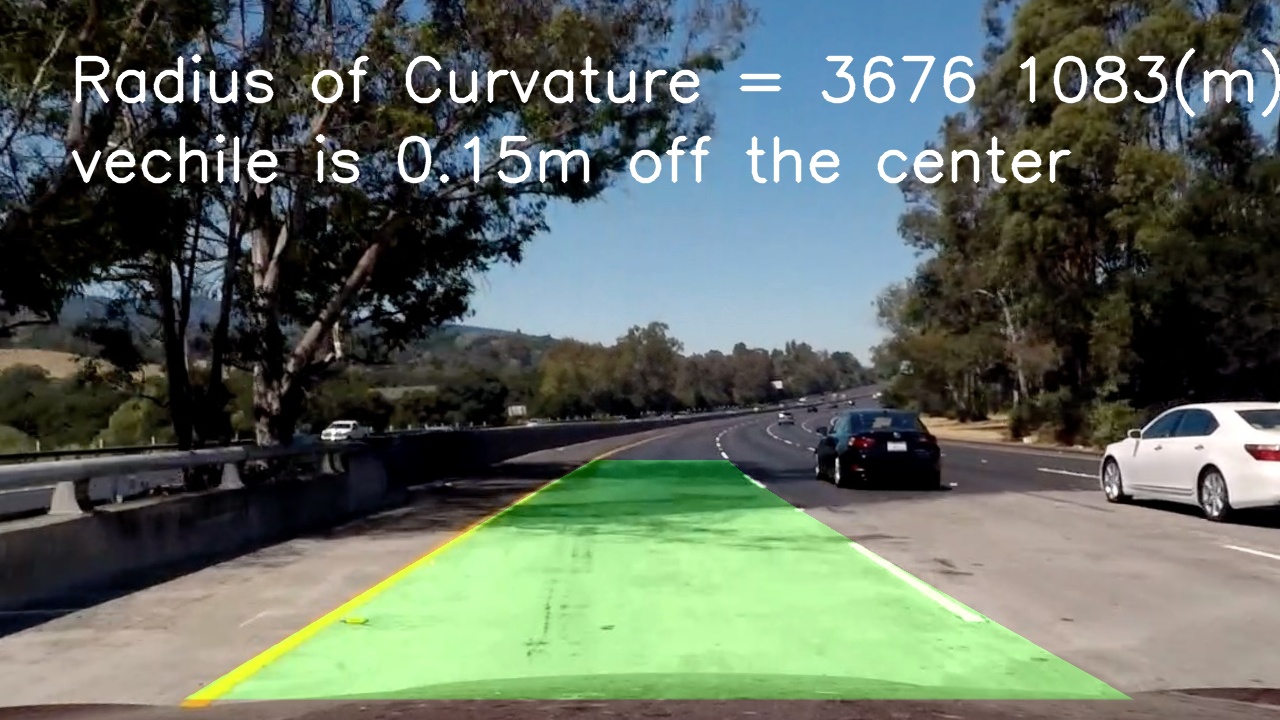 Radius of Curvature = 3676 1083(m)
vechile is 0.15m off the center